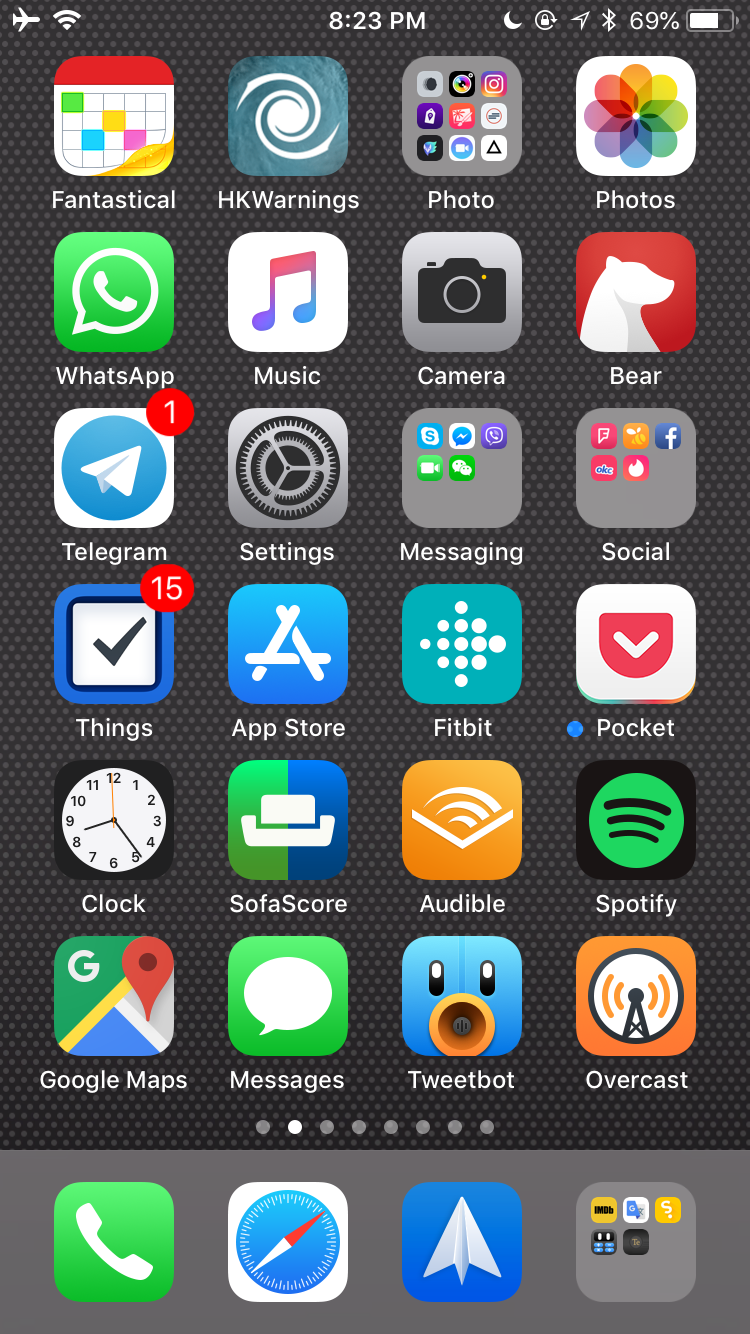 8:23 PM 69%
Fantastical HKWarnings Photo Photos
WhatsApp Music Camera Bear
1
okc
Telegram Settings Messaging Social
15
Things App Store Fitbit Pocket
12
11 1
10 2
9 3
8 4
7 5
6
Clock SofaScore Audible Spotify
G
Google Maps Messages Tweetbot Overcast
IMDb G
Te